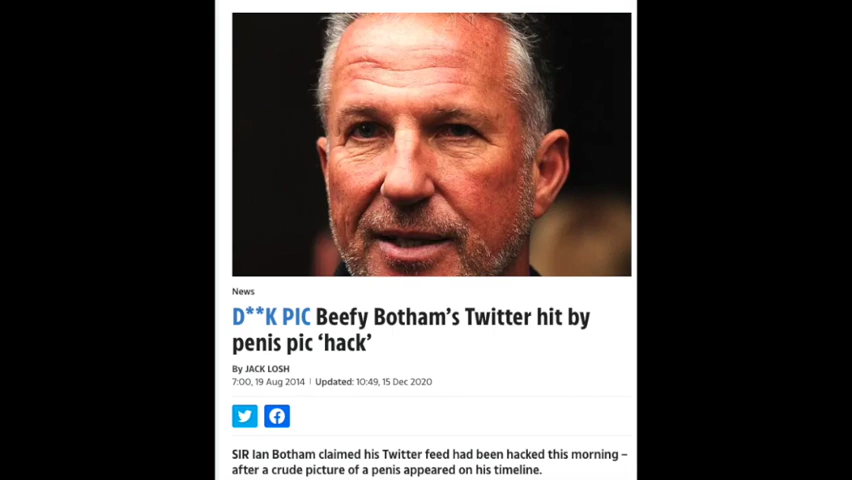 News
D**K PIC Beefy Botham's Twitter hit by
penis pic ‘hack’
By JACK LOSH
7:00, 19 Aug 2014 | Updated: 10:49, 15 Dec 2020
SIR Ian Botham claimed his Twitter feed had been hacked this morning –
after a crude picture of a penis appeared on his timeline.